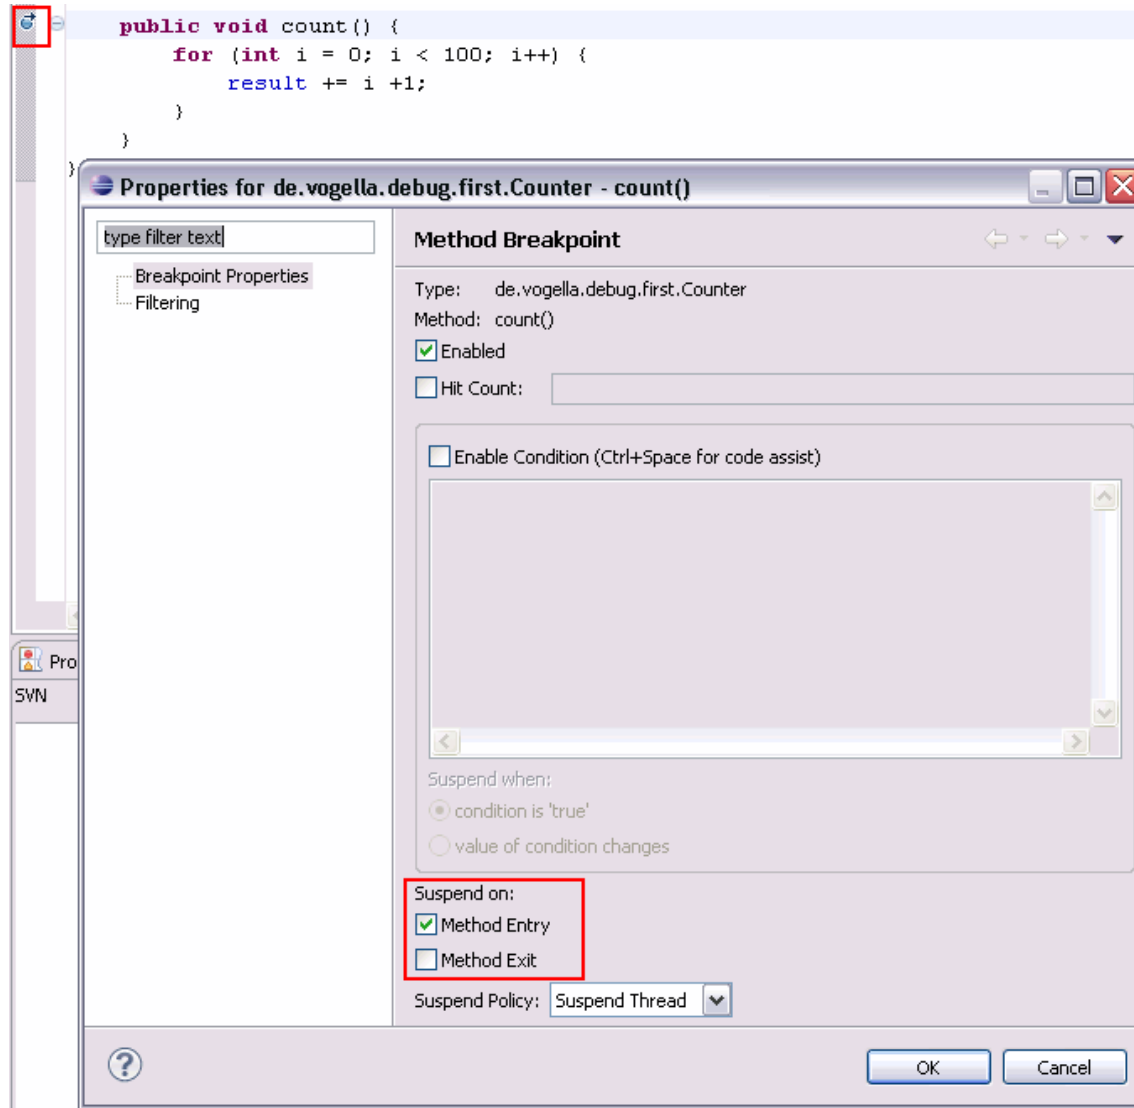 public void count() {
for (int i = 0; i < 100; i++) {
result += i +1;
}
}
}
Properties for de.vogella.debug.first.Counter - count()
type filter text
Breakpoint Properties
Filtering
Method Breakpoint
Type: de.vogella.debug.first.Counter
Method: count()
Enabled
Hit Count:
Enable Condition (Ctrl+Space for code assist)
Suspend when:
condition is 'true'
value of condition changes
Suspend on:
Method Entry
Method Exit
Suspend Policy: Suspend Thread
Pro
SVN
OK Cancel